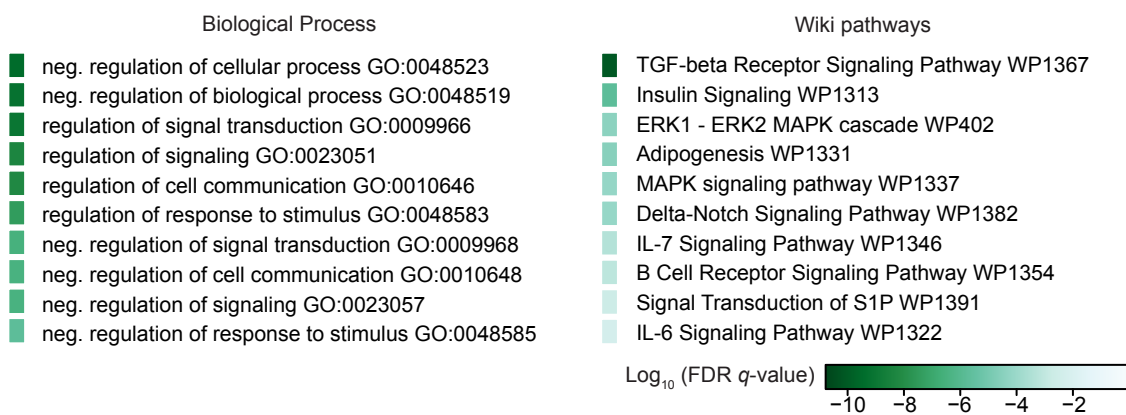 Biological Process
neg. regulation of cellular process GO:0048523
neg. regulation of biological process GO:0048519
regulation of signal transduction GO:0009966
regulation of signaling GO:0023051
regulation of cell communication GO:0010646
regulation of response to stimulus GO:0048583
neg. regulation of signal transduction GO:0009968
neg. regulation of cell communication GO:0010648
neg. regulation of signaling GO:0023057
neg. regulation of response to stimulus GO:0048585
Wiki pathways
TGF-beta Receptor Signaling Pathway WP1367
Insulin Signaling WP1313
ERK1 - ERK2 MAPK cascade WP402
Adipogenesis WP1331
MAPK signaling pathway WP1337
Delta-Notch Signaling Pathway WP1382
IL-7 Signaling Pathway WP1346
B Cell Receptor Signaling Pathway WP1354
Signal Transduction of S1P WP1391
IL-6 Signaling Pathway WP1322
Log₁₀ (FDR q-value)
−10 −8 −6 −4 −2